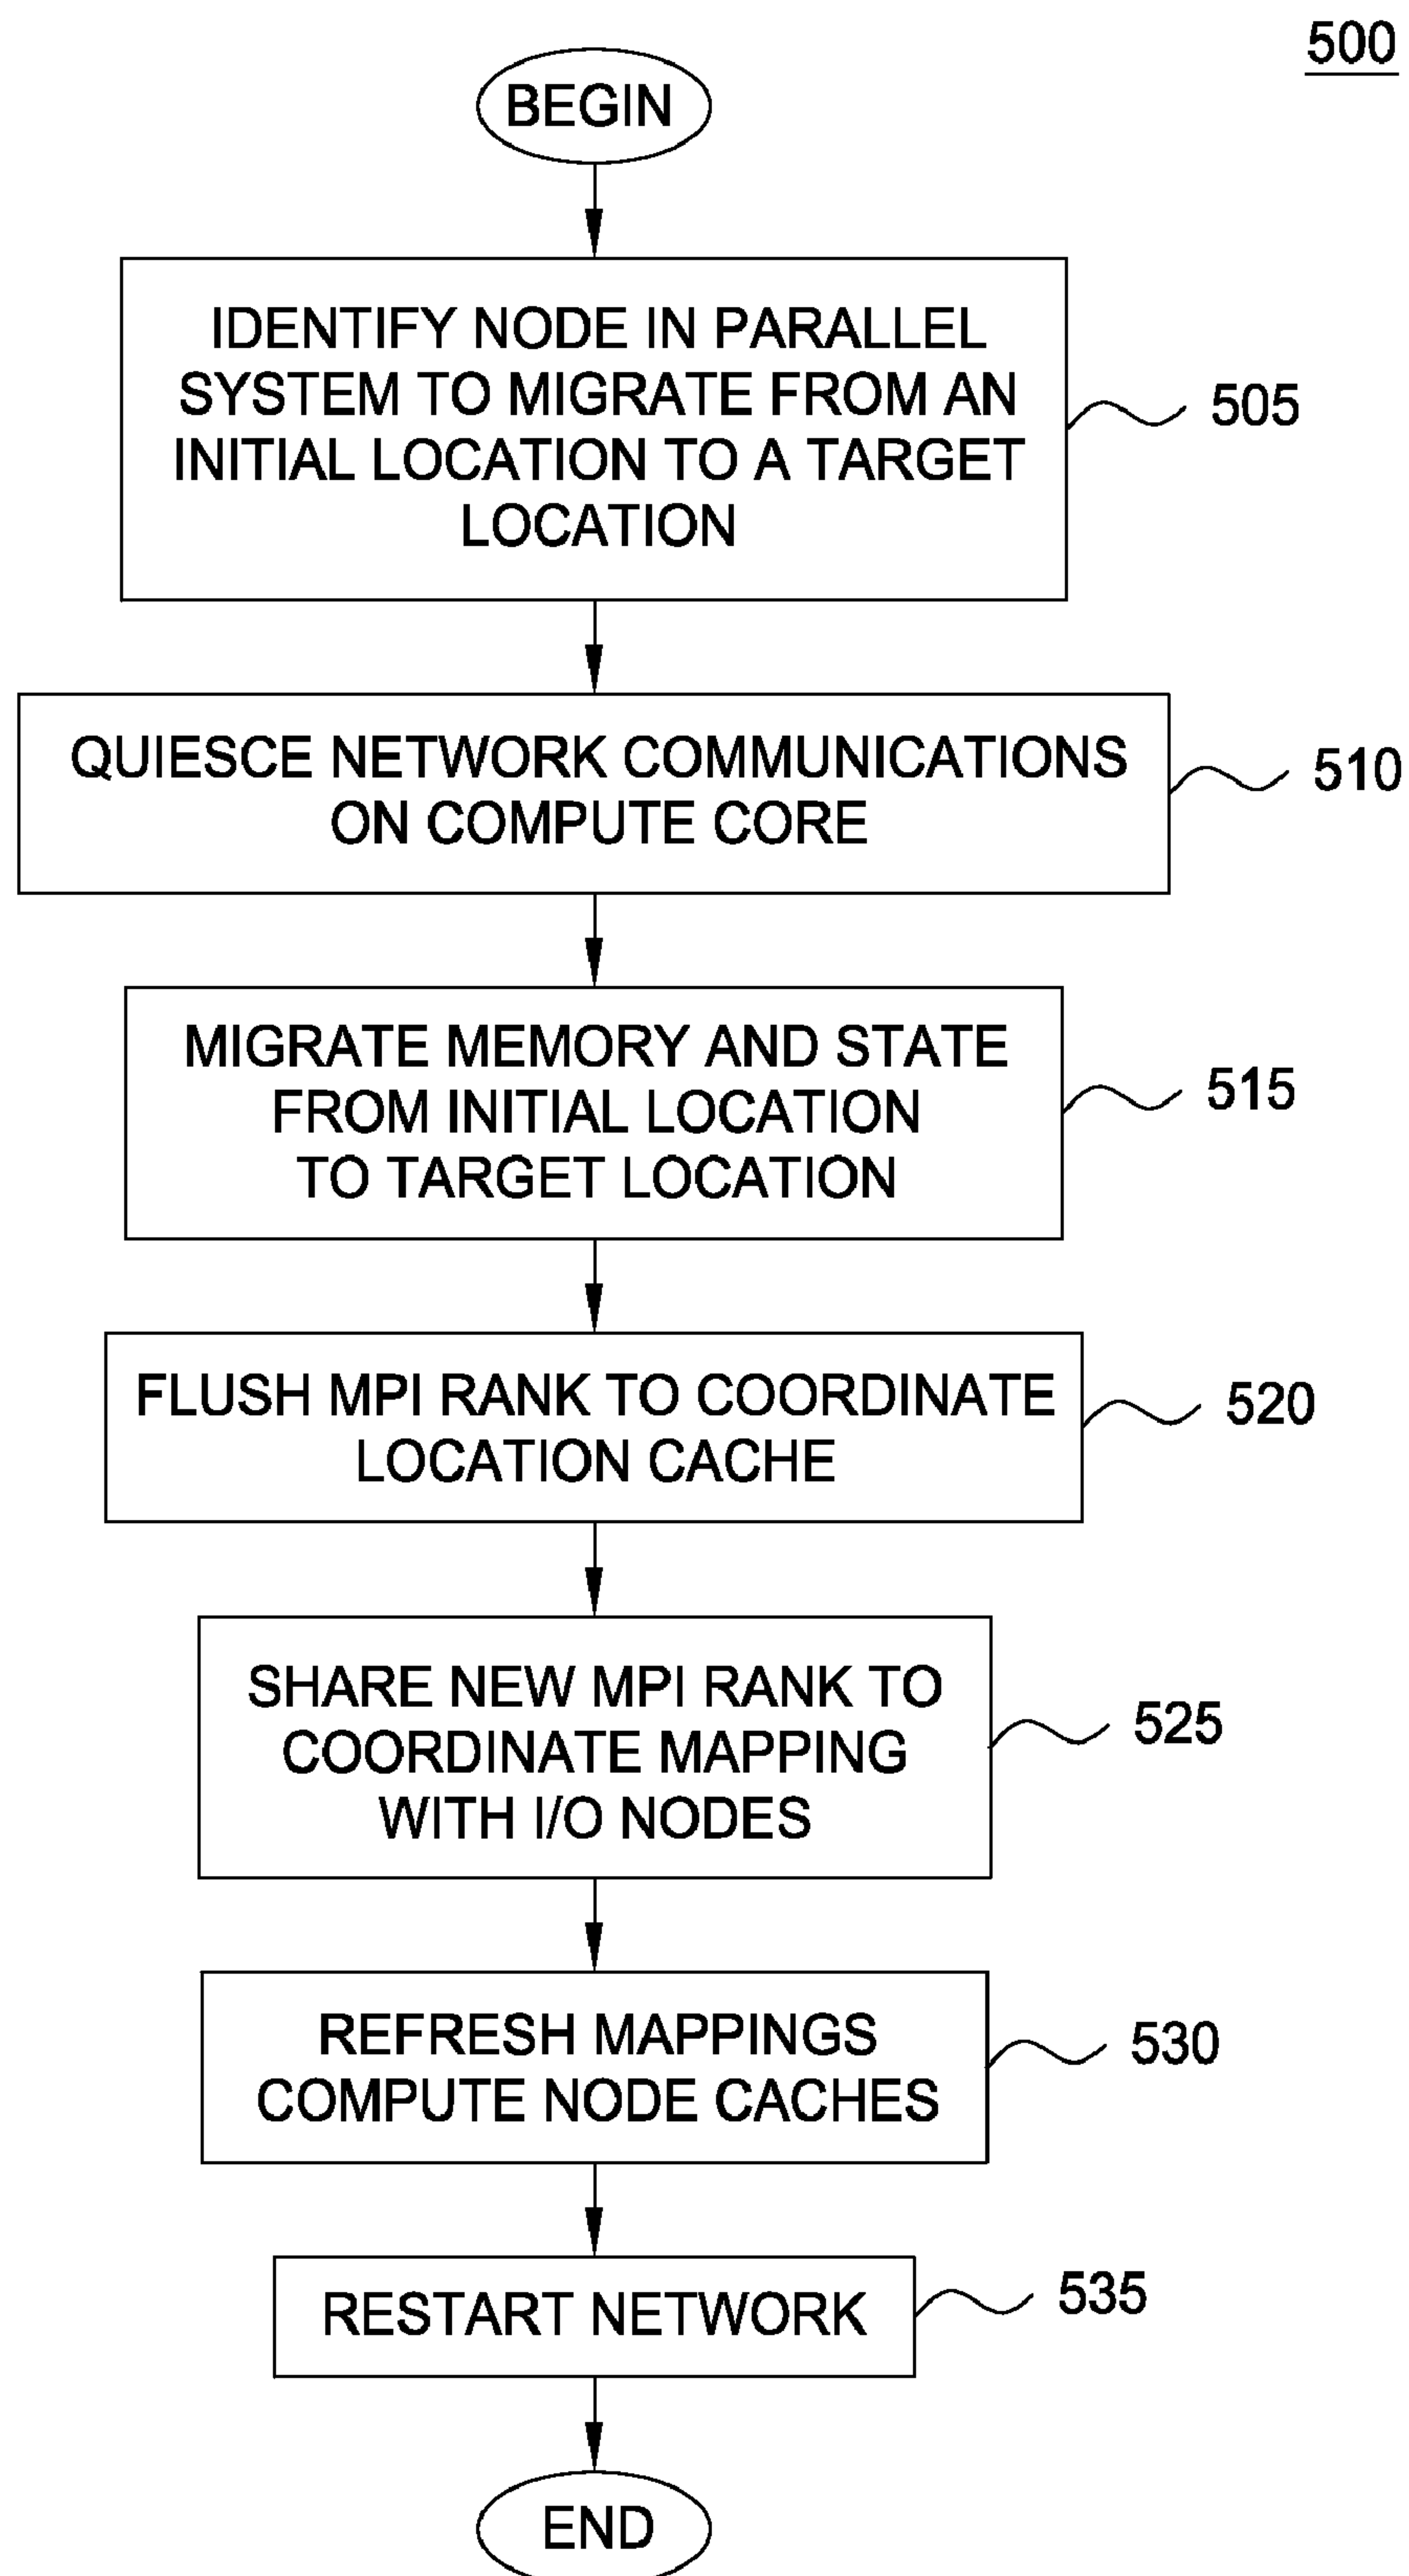 500
BEGIN
IDENTIFY NODE IN PARALLEL
SYSTEM TO MIGRATE FROM AN
INITIAL LOCATION TO A TARGET
LOCATION
505
QUIESCE NETWORK COMMUNICATIONS
ON COMPUTE CORE
510
MIGRATE MEMORY AND STATE
FROM INITIAL LOCATION
TO TARGET LOCATION
515
FLUSH MPI RANK TO COORDINATE
LOCATION CACHE
520
SHARE NEW MPI RANK TO
COORDINATE MAPPING
WITH I/O NODES
525
REFRESH MAPPINGS
COMPUTE NODE CACHES
530
RESTART NETWORK
535
END